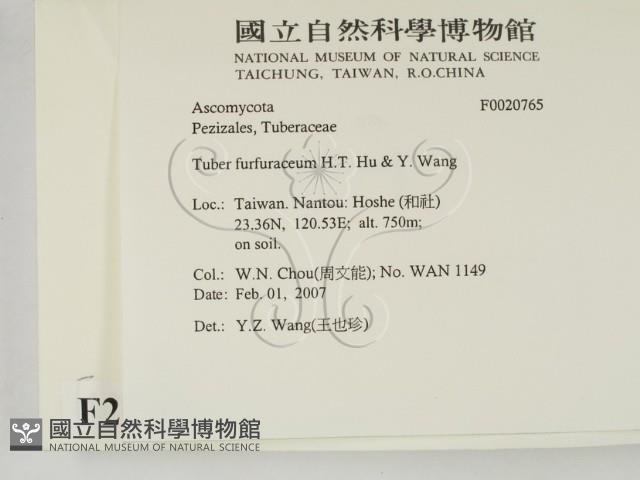 國立自然科學博物館
NATIONAL MUSEUM OF NATURAL SCIENCE
TAICHUNG, TAIWAN, R.O.CHINA
Ascomycota F0020765
Pezizales, Tuberaceae
Tuber furfuraceum H.T. Hu & Y. Wang
Loc.: Taiwan. Nantou: Hoshe (和社)
23.36N, 120.53E; alt. 750m;
on soil.
Col.: W.N. Chou(周文能); No. WAN 1149
Date: Feb. 01, 2007
Det.: Y.Z. Wang(王也珍)
F2
國立自然科學博物館
NATIONAL MUSEUM OF NATURAL SCIENCE